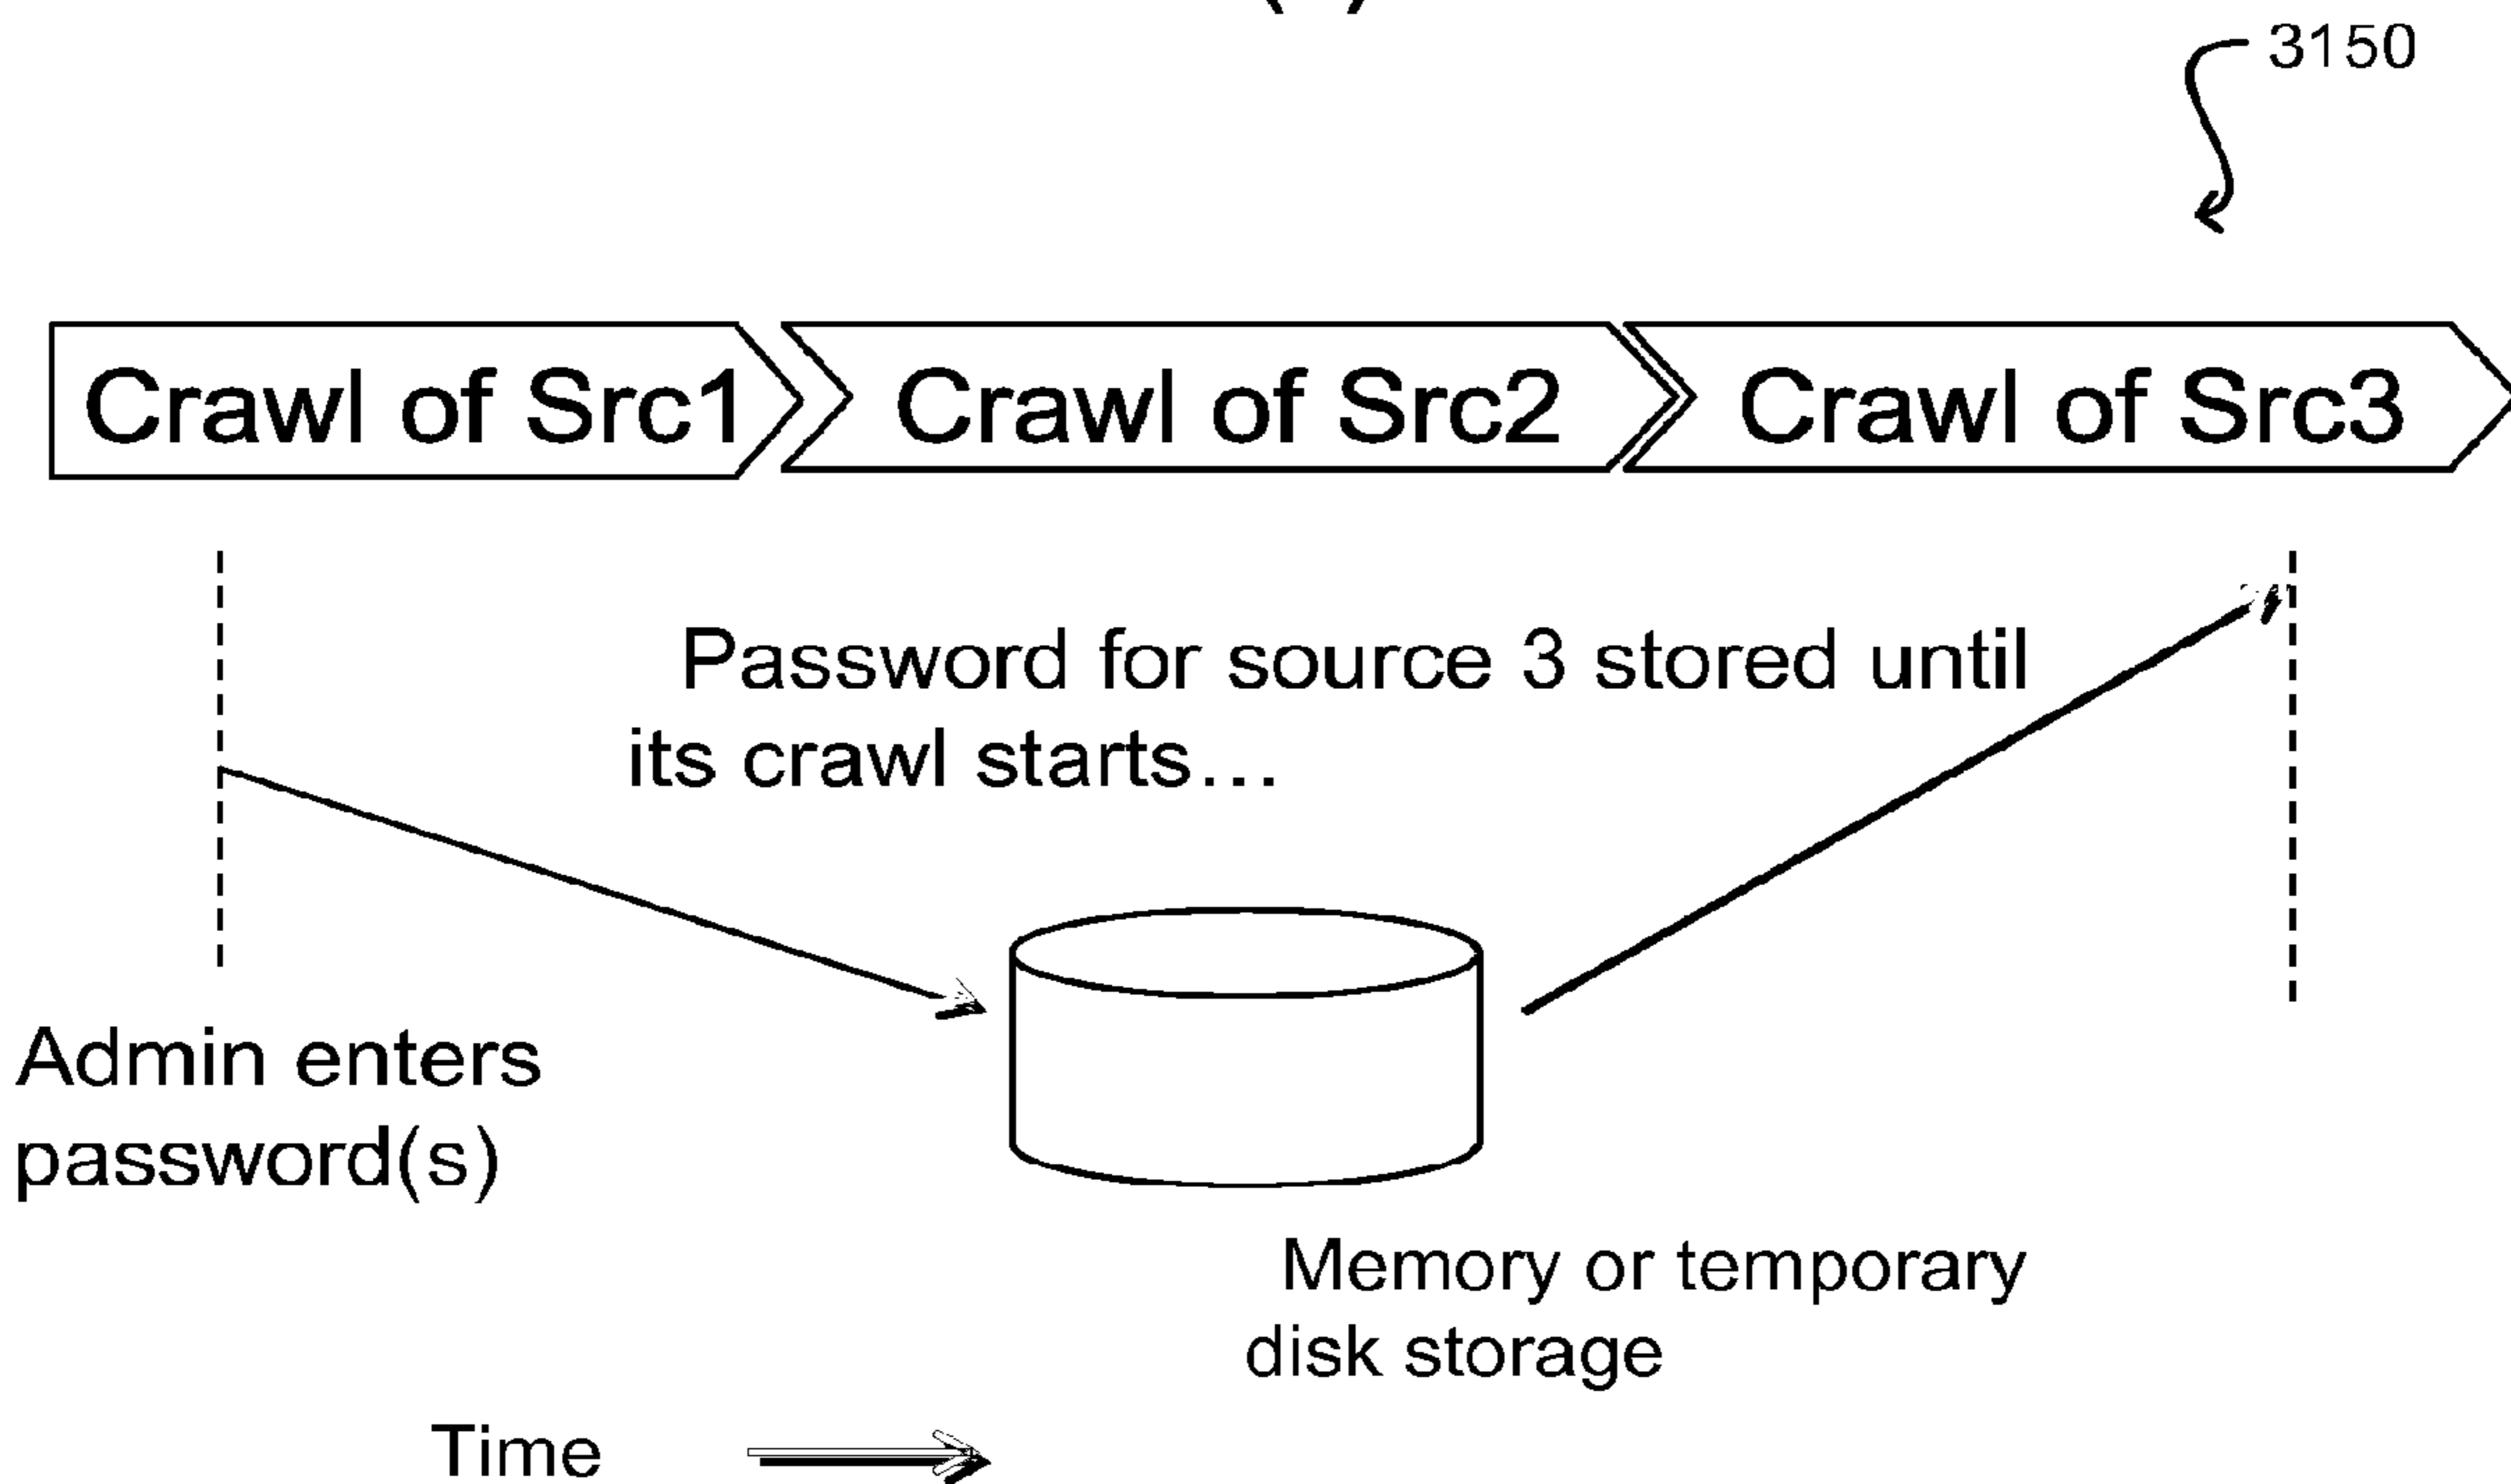 3150
Crawl of Src1 Crawl of Src2 Crawl of Src3
Password for source 3 stored until
its crawl starts...
Admin enters
password(s)
Memory or temporary
disk storage
Time